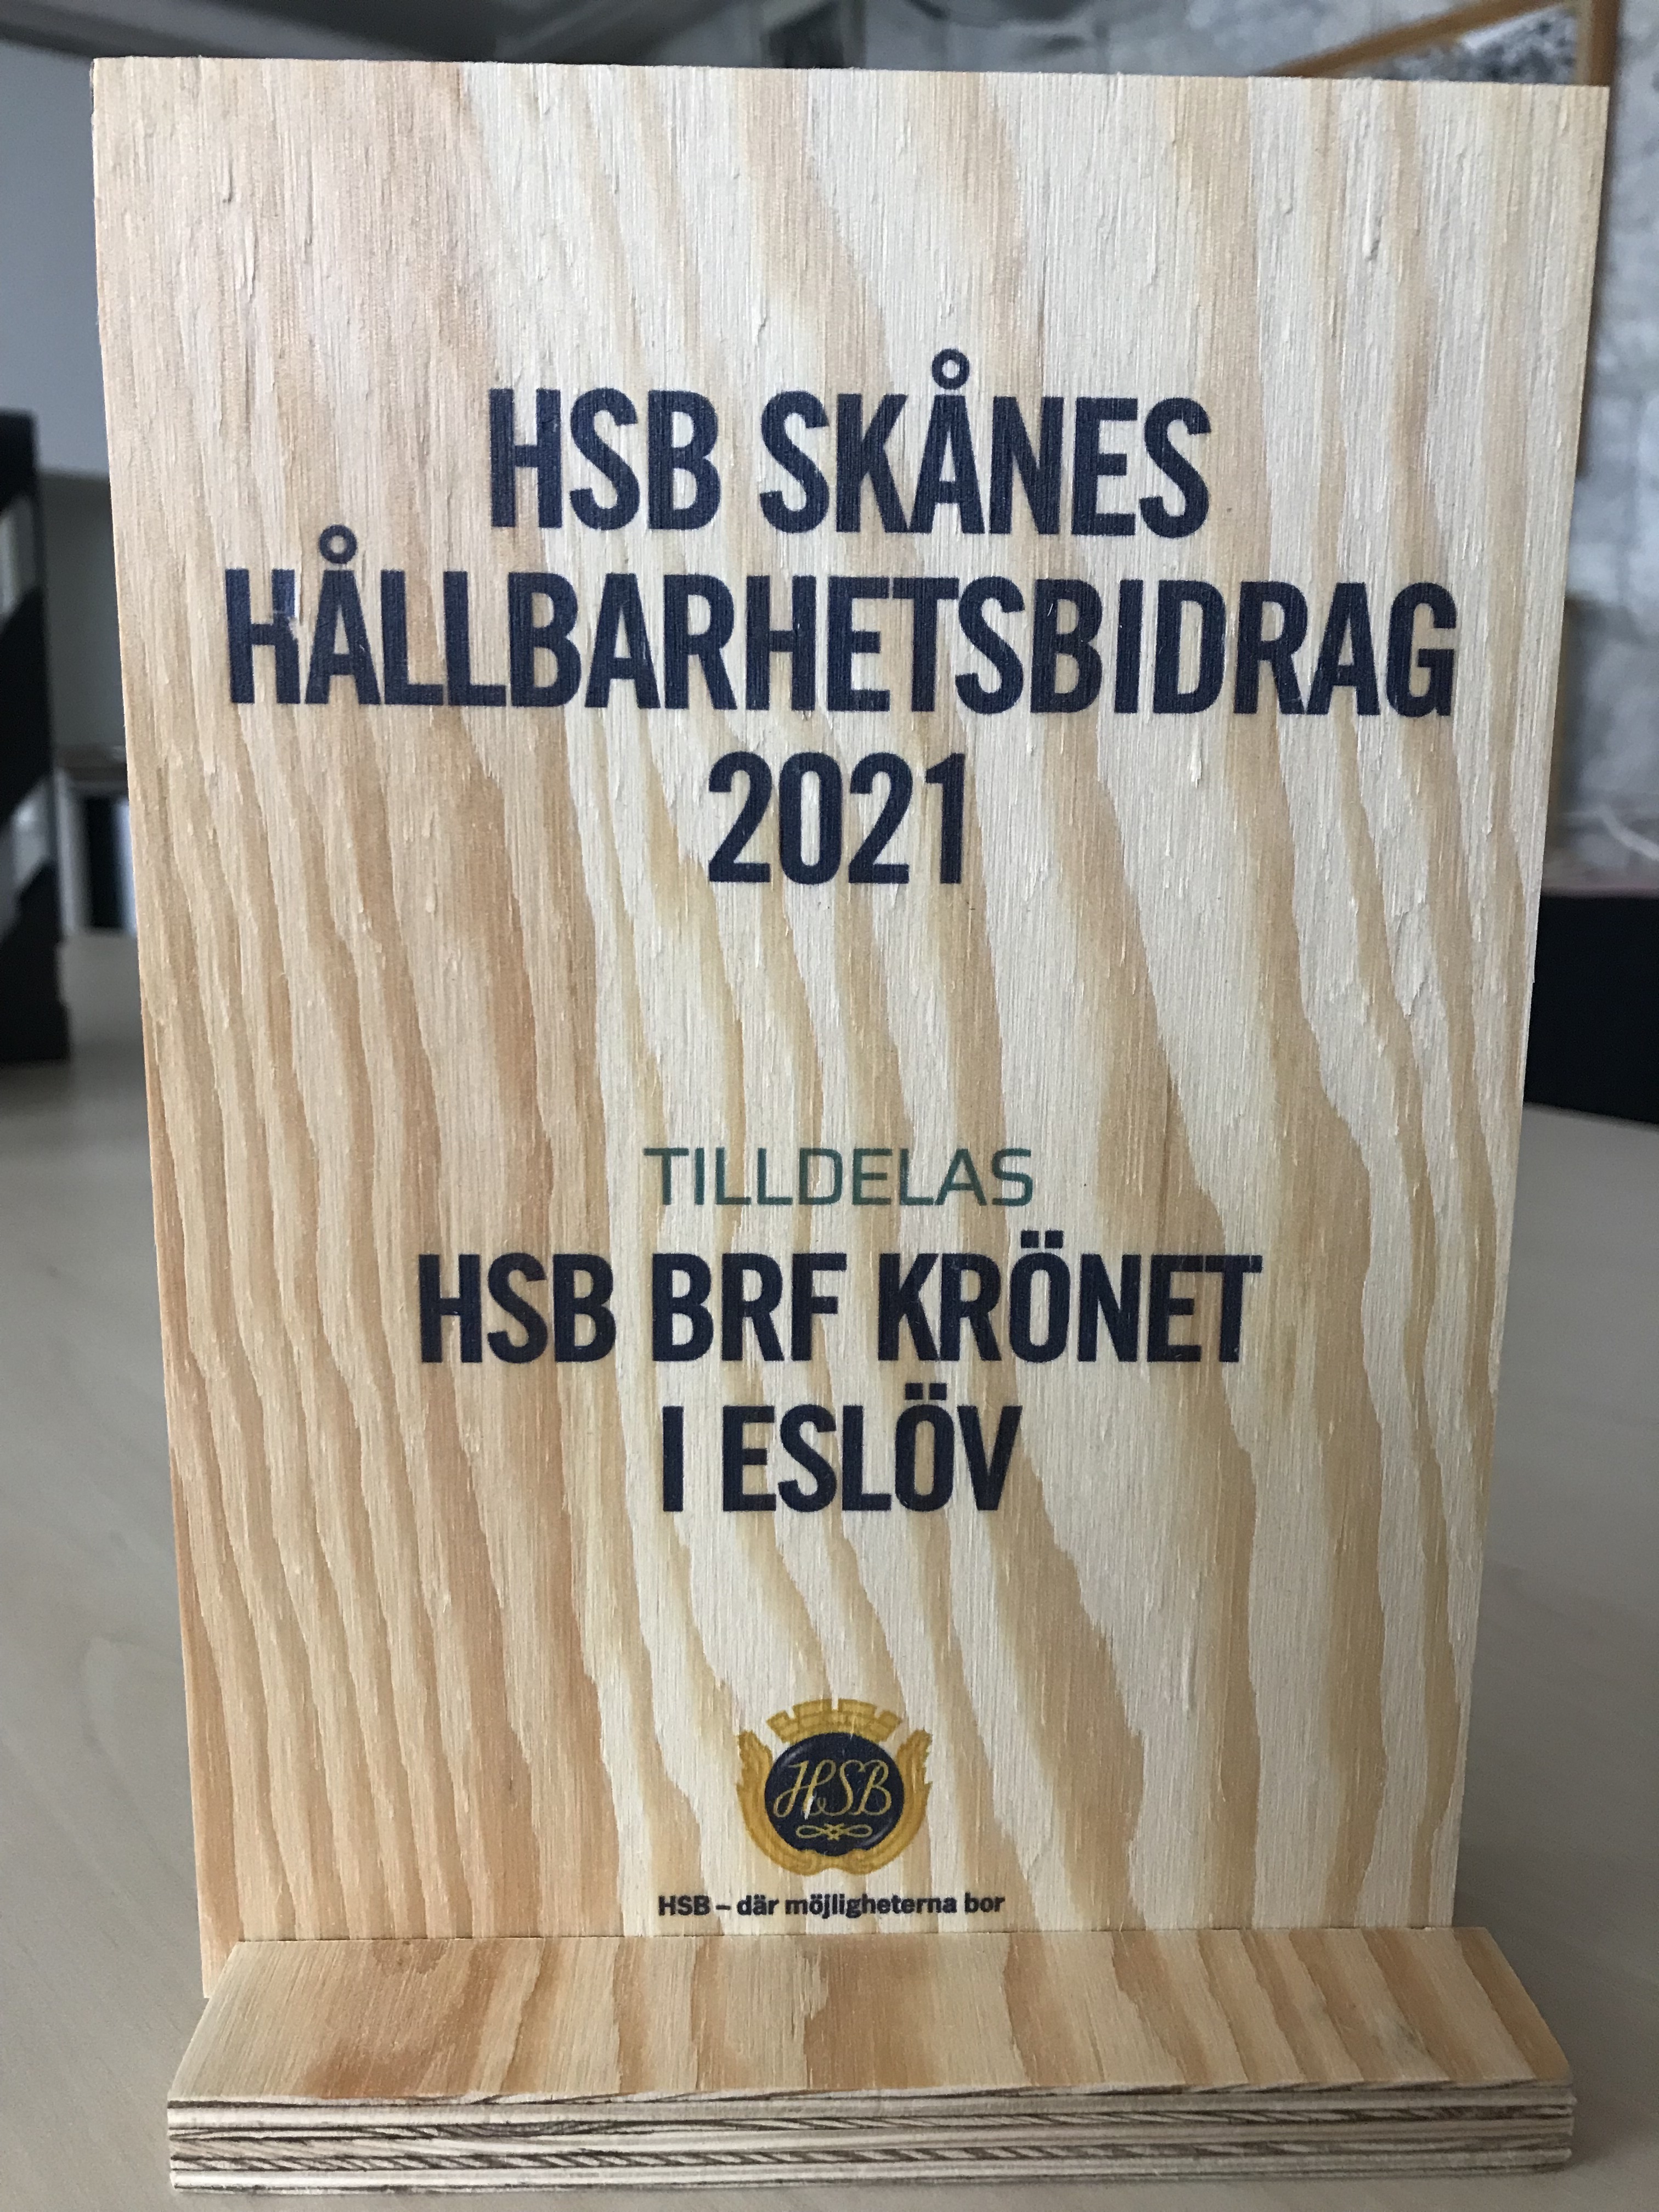 HSB SKÅNES
HÅLLBARHETSBIDRAG
2021
TILLDELAS
HSB BRF KRÖNET
I ESLÖV
HSB
HSB – där möjligheterna bor